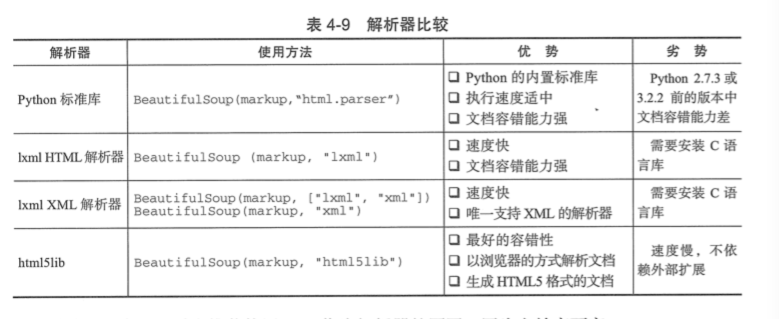 表 4-9 解析器比较
解析器 使用方法 优 势 劣 势
Python 标准库 BeautifulSoup(markup,"html.parser")
❑ Python 的内置标准库
❑ 执行速度适中
❑ 文档容错能力强
Python 2.7.3 或
3.2.2 前的版本中
文档容错能力差
lxml HTML 解析器 BeautifulSoup (markup, "lxml")
❑ 速度快
❑ 文档容错能力强
需要安装 C 语
言库
lxml XML 解析器
BeautifulSoup(markup, ["lxml", "xml"])
BeautifulSoup(markup, "xml")
❑ 速度快
❑ 唯一支持 XML 的解析器
需要安装 C 语
言库
html5lib BeautifulSoup(markup, "html5lib")
❑ 最好的容错性
❑ 以浏览器的方式解析文档
❑ 生成 HTML5 格式的文档
速度慢，不依
赖外部扩展